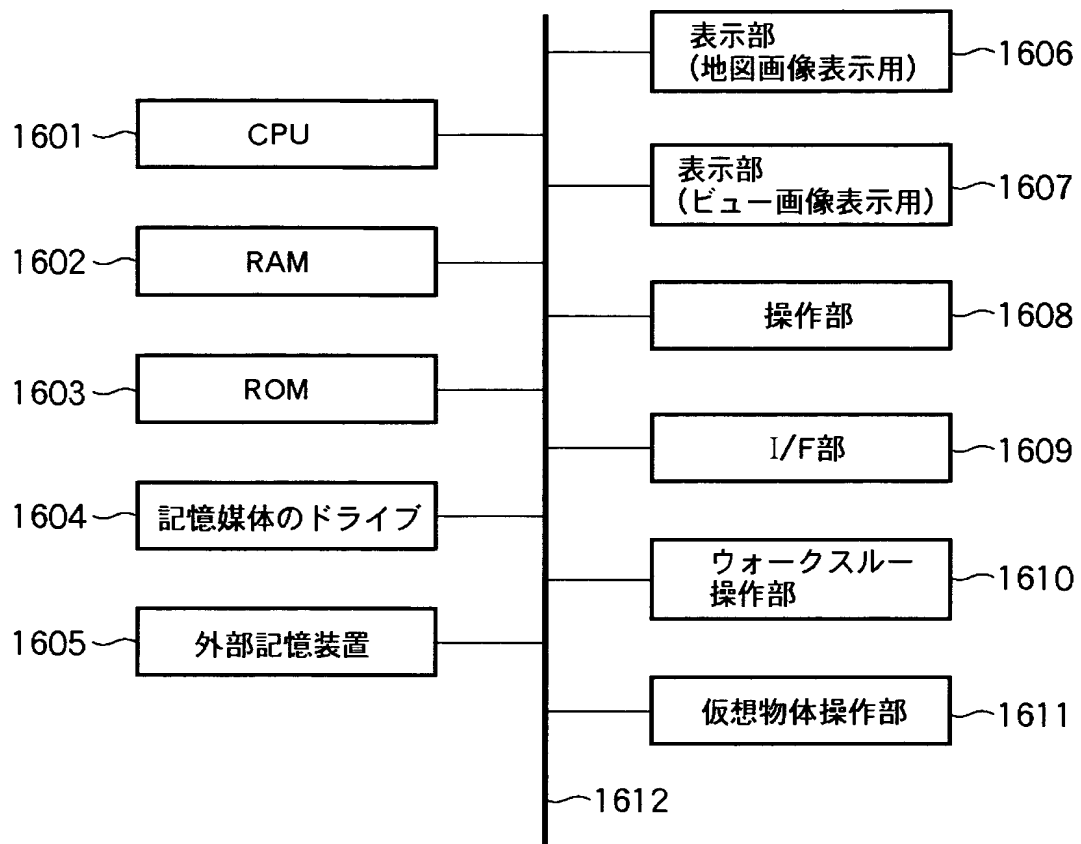 表示部
(地図画像表示用)
1606
1601
CPU
表示部
(ビュー画像表示用)
1607
1602
RAM
操作部
1608
1603
ROM
I/F部
1609
1604
記憶媒体のドライブ
ウォークスルー
操作部
1610
1605
外部記憶装置
仮想物体操作部
1611
1612